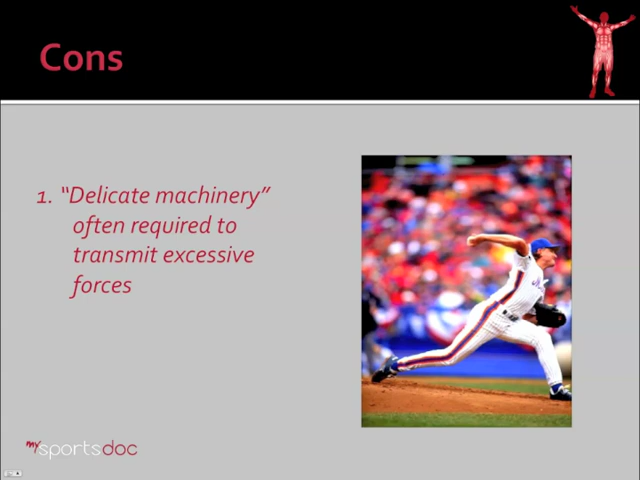 Cons
1. “Delicate machinery”
often required to
transmit excessive
forces
mysportsdoc